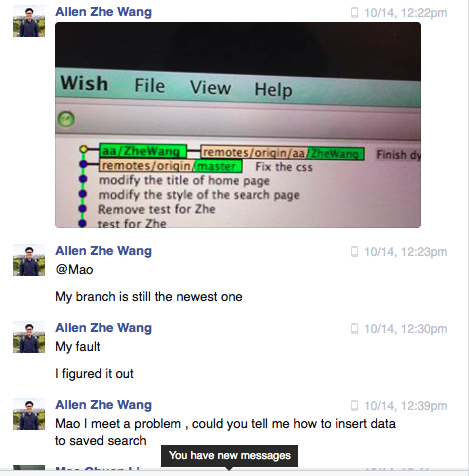 Allen Zhe Wang 10/14, 12:22pm
Wish File View Help
aa/ZheWang remotes/origin/aa/ZheWang Finish dy
remotes/origin/master Fix the css
modify the title of home page
modify the style of the search page
Remove test for Zhe
test for Zhe
Allen Zhe Wang 10/14, 12:23pm
@Mao
My branch is still the newest one
Allen Zhe Wang 10/14, 12:30pm
My fault
I figured it out
Allen Zhe Wang 10/14, 12:39pm
Mao I meet a problem , could you tell me how to insert data
to saved search
You have new messages